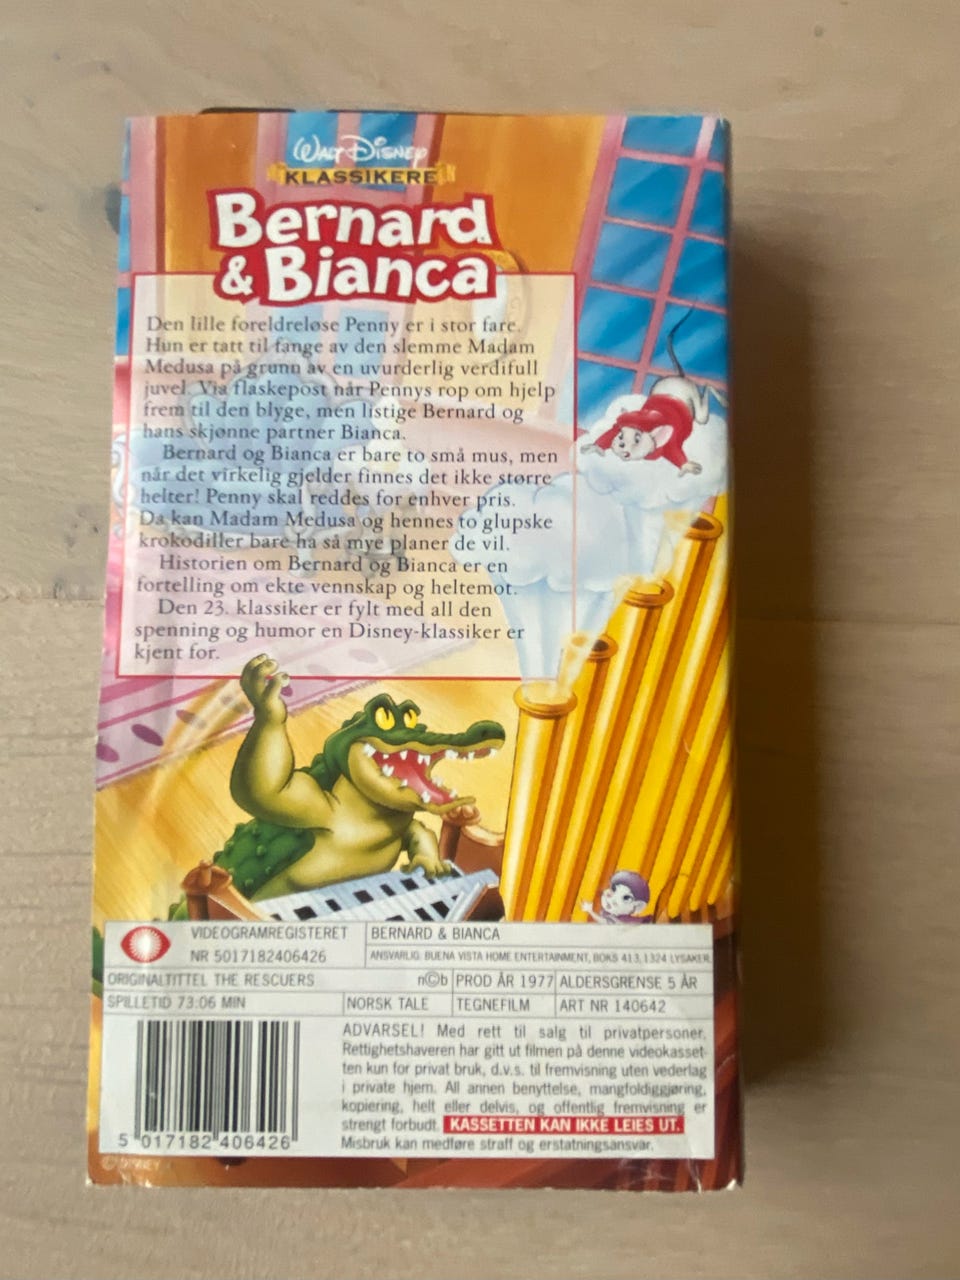 WALT DISNEY
KLASSIKERE
Bernard
& Bianca
Den lille foreldreløse Penny er i stor fare.
Hun er tatt til fange av den slemme Madam
Medusa på grunn av en uvurderlig verdifull
juvel. Via flaskepost når Pennys rop om hjelp
frem til den blyge, men listige Bernard og
hans skjønne partner Bianca.
Bernard og Bianca er bare to små mus, men
når det virkelig gjelder finnes det ikke større
helter! Penny skal reddes for enhver pris.
Da kan Madam Medusa og hennes to glupske
krokodiller bare ha så mye planer de vil.
Historien om Bernard og Bianca er en
fortelling om ekte vennskap og heltemot.
Den 23. klassiker er fylt med all den
spenning og humor en Disney-klassiker er
kjent for.
VIDEOGRAMREGISTERET
NR 5017182406426
BERNARD & BIANCA
ANSVARLIG: BUENA VISTA HOME ENTERTAINMENT, BOKS 413, 1324 LYSAKER
ORIGINALTITTEL THE RESCUERS
n©b PROD ÅR 1977 ALDERSGRENSE 5 ÅR
SPILLETID 73:06 MIN NORSK TALE TEGNEFILM ART NR 140642
ADVARSEL! Med rett til salg til privatpersoner.
Rettighetshaveren har gitt ut filmen på denne videokasset-
ten kun for privat bruk, d.v.s. til fremvisning uten vederlag
i private hjem. All annen benyttelse, mangfoldiggjøring,
kopiering, helt eller delvis, og offentlig fremvisning er
strengt forbudt. KASSETTEN KAN IKKE LEIES UT.
Misbruk kan medføre straff og erstatningsansvar.
5 017182 406426
© DISNEY